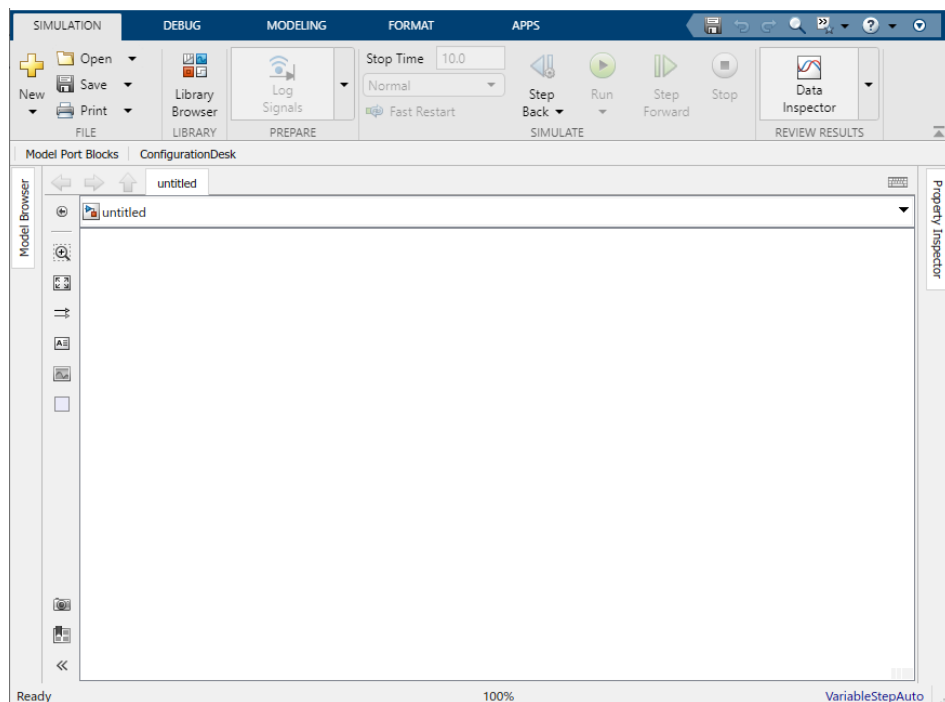 SIMULATION DEBUG MODELING FORMAT APPS
New
Open
Save
Print
FILE
Library
Browser
LIBRARY
Log
Signals
PREPARE
Stop Time 10.0
Normal
Fast Restart
Step
Back
Run
Step
Forward
Stop
SIMULATE
Data
Inspector
REVIEW RESULTS
Model Port Blocks ConfigurationDesk
Model Browser
untitled
untitled
Property Inspector
Ready 100% VariableStepAuto